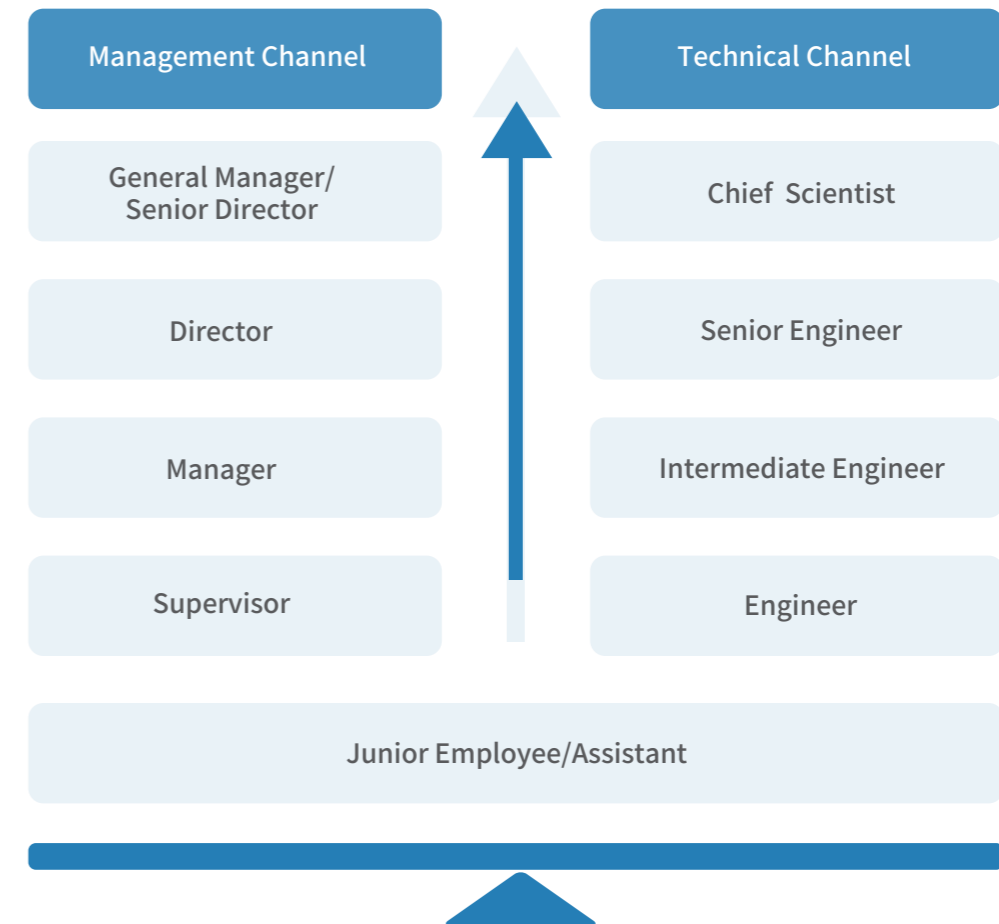 Management Channel
Technical Channel
General Manager/
Senior Director
Chief Scientist
Director
Senior Engineer
Manager
Intermediate Engineer
Supervisor
Engineer
Junior Employee/Assistant